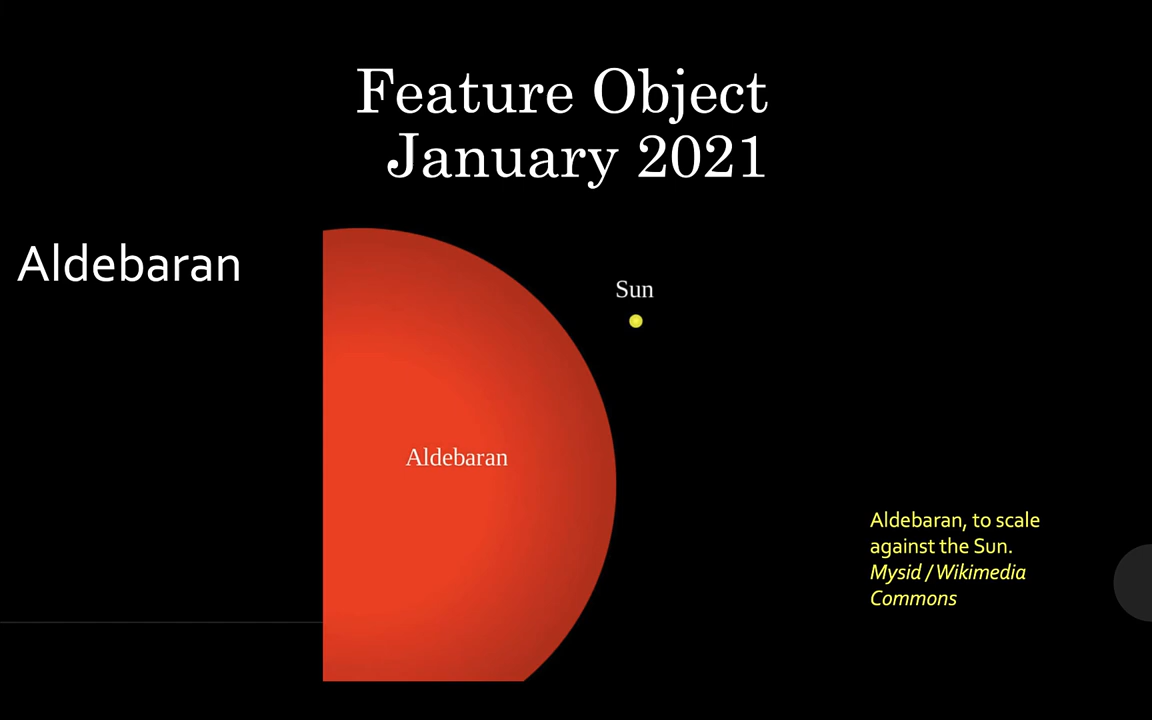 Feature Object
January 2021
Aldebaran
Sun
Aldebaran
Aldebaran, to scale
against the Sun.
Mysid / Wikimedia
Commons